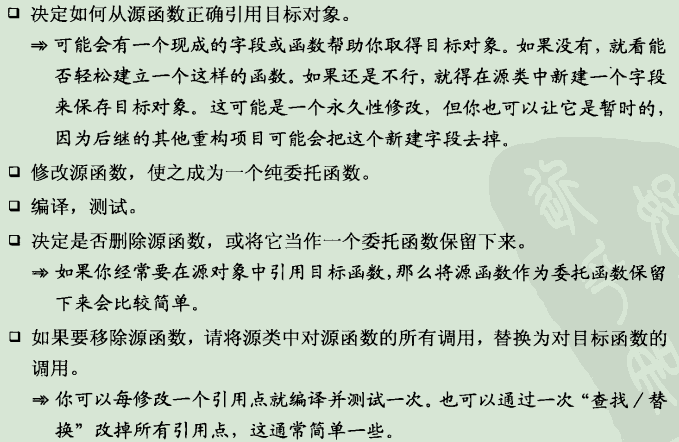 ❑ 决定如何从源函数正确引用目标对象。
⇒ 可能会有一个现成的字段或函数帮助你取得目标对象。如果没有，就看能
否轻松建立一个这样的函数。如果还是不行，就得在源类中新建一个字段
来保存目标对象。这可能是一个永久性修改，但你也可以让它是暂时的，
因为后继的其他重构项目可能会把这个新建字段去掉。
❑ 修改源函数，使之成为一个纯委托函数。
❑ 编译，测试。
❑ 决定是否删除源函数，或将它当作一个委托函数保留下来。
⇒ 如果你经常要在源对象中引用目标函数，那么将源函数作为委托函数保留
下来会比较简单。
❑ 如果要移除源函数，请将源类中对源函数的所有调用，替换为对目标函数的
调用。
⇒ 你可以每修改一个引用点就编译并测试一次。也可以通过一次“查找／替
换”改掉所有引用点，这通常简单一些。